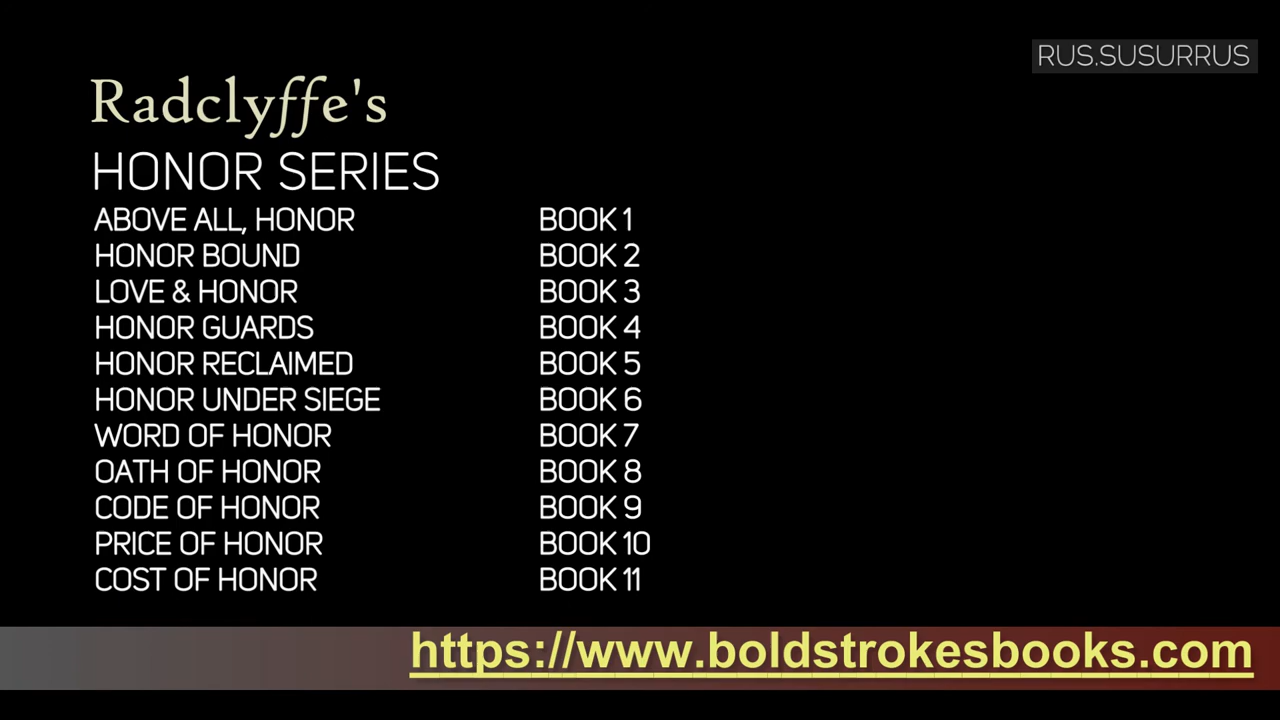 RUS.SUSURRUS
Radclyffe's
HONOR SERIES
ABOVE ALL, HONOR BOOK 1
HONOR BOUND BOOK 2
LOVE & HONOR BOOK 3
HONOR GUARDS BOOK 4
HONOR RECLAIMED BOOK 5
HONOR UNDER SIEGE BOOK 6
WORD OF HONOR BOOK 7
OATH OF HONOR BOOK 8
CODE OF HONOR BOOK 9
PRICE OF HONOR BOOK 10
COST OF HONOR BOOK 11
https://www.boldstrokesbooks.com